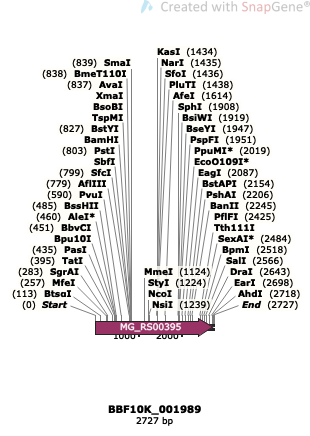 Created with SnapGene®
KasI (1434)
(839) SmaI NarI (1435)
(838) BmeT110I SfoI (1436)
(837) AvaI PluTI (1438)
XmaI AfeI (1614)
BsoBI SphI (1908)
TspMI BsiWI (1919)
(827) BstYI BseYI (1947)
BamHI PspFI (1951)
(803) PstI PpuMI* (2019)
SbfI EcoO109I*
(799) SfcI EagI (2087)
(779) AflIII BstAPI (2154)
(590) PvuI PshAI (2206)
(485) BssHII BanII (2245)
(460) AleI* PflFI (2425)
(451) BbvCI Tth111I
Bpu10I SexAI* (2484)
(435) PasI BpmI (2518)
(395) TatI SalI (2566)
(283) SgrAI MmeI (1124) DraI (2643)
(257) MfeI StyI (1224) EarI (2698)
(113) BtsαI NcoI AhdI (2718)
(0) Start NsiI (1239) End (2727)
MG_RS00395
1000 2000
BBF10K_001989
2727 bp